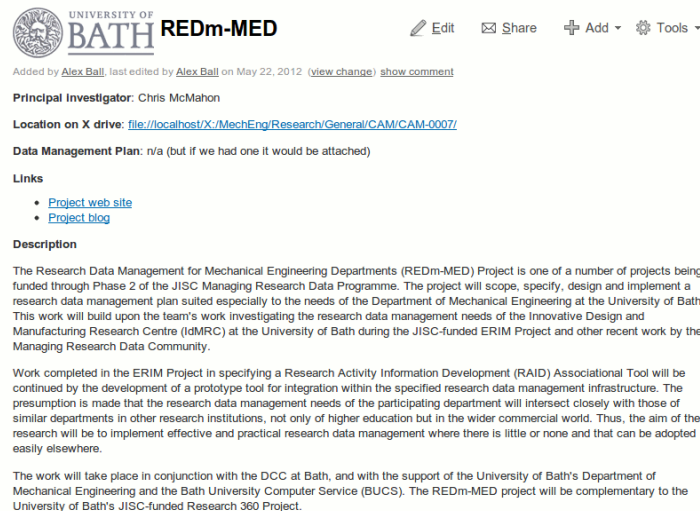 UNIVERSITY OF
BATH REDm-MED
Edit Share Add Tools
Added by Alex Ball, last edited by Alex Ball on May 22, 2012 (view change) show comment
Principal investigator: Chris McMahon
Location on X drive: file://localhost/X:/MechEng/Research/General/CAM/CAM-0007/
Data Management Plan: n/a (but if we had one it would be attached)
Links
• Project web site
• Project blog
Description
The Research Data Management for Mechanical Engineering Departments (REDm-MED) Project is one of a number of projects being
funded through Phase 2 of the JISC Managing Research Data Programme. The project will scope, specify, design and implement a
research data management plan suited especially to the needs of the Department of Mechanical Engineering at the University of Bath
This work will build upon the team's work investigating the research data management needs of the Innovative Design and
Manufacturing Research Centre (IdMRC) at the University of Bath during the JISC-funded ERIM Project and other recent work by the
Managing Research Data Community.
Work completed in the ERIM Project in specifying a Research Activity Information Development (RAID) Associational Tool will be
continued by the development of a prototype tool for integration within the specified research data management infrastructure. The
presumption is made that the research data management needs of the participating department will intersect closely with those of
similar departments in other research institutions, not only of higher education but in the wider commercial world. Thus, the aim of the
research will be to implement effective and practical research data management where there is little or none and that can be adopted
easily elsewhere.
The work will take place in conjunction with the DCC at Bath, and with the support of the University of Bath's Department of
Mechanical Engineering and the Bath University Computer Service (BUCS). The REDm-MED project will be complementary to the
University of Bath's JISC-funded Research 360 Project.